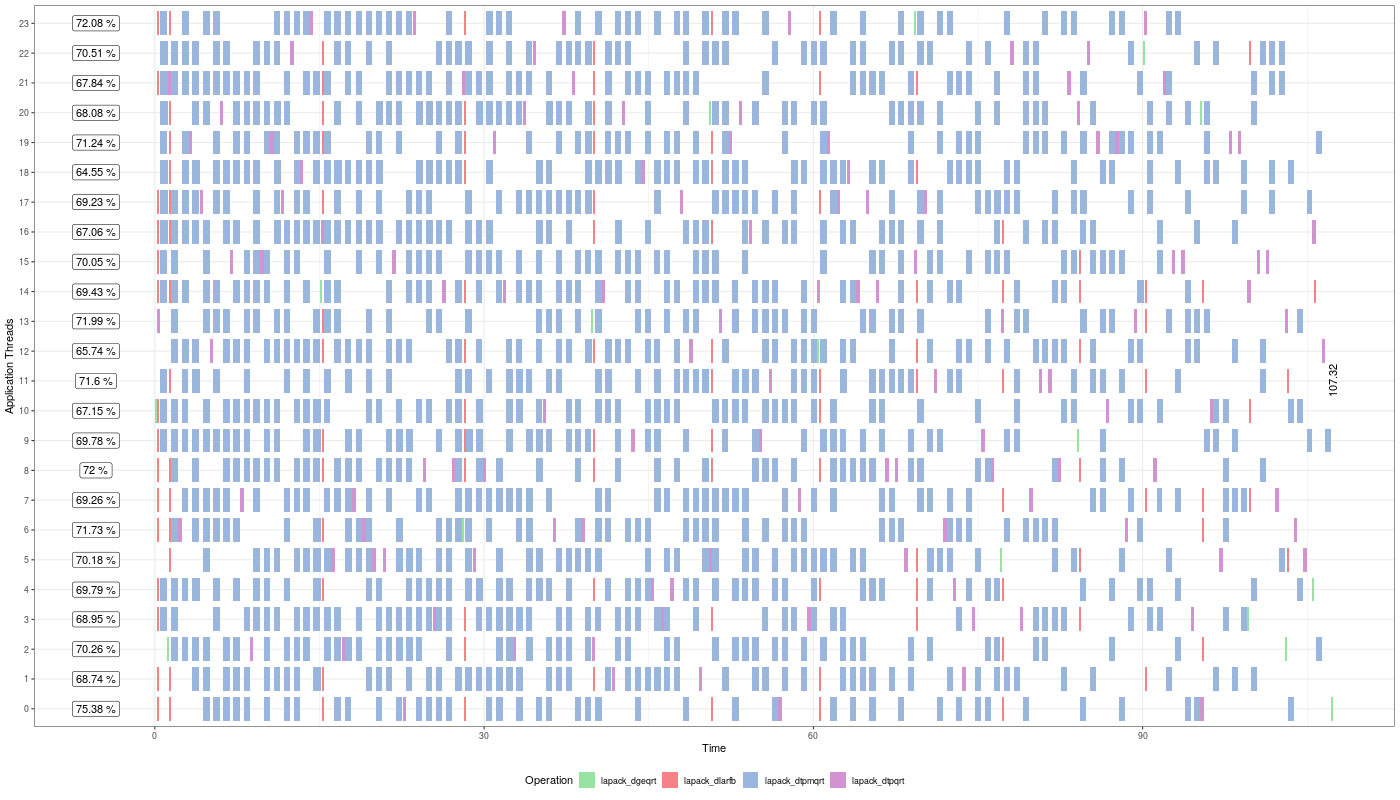 23 72.08 %
22 70.51 %
21 67.84 %
20 68.08 %
19 71.24 %
18 64.55 %
17 69.23 %
16 67.06 %
15 70.05 %
14 69.43 %
13 71.99 %
12 65.74 %
11 71.6 %
10 67.15 %
9 69.78 %
8 72 %
7 69.26 %
6 71.73 %
5 70.18 %
4 69.79 %
3 68.95 %
2 70.26 %
1 68.74 %
0 75.38 %
Application Threads
107.32
0 30 60 90
Time
Operation lapack_dgeqrt lapack_dlarfb lapack_dtpmqrt lapack_dtpqrt